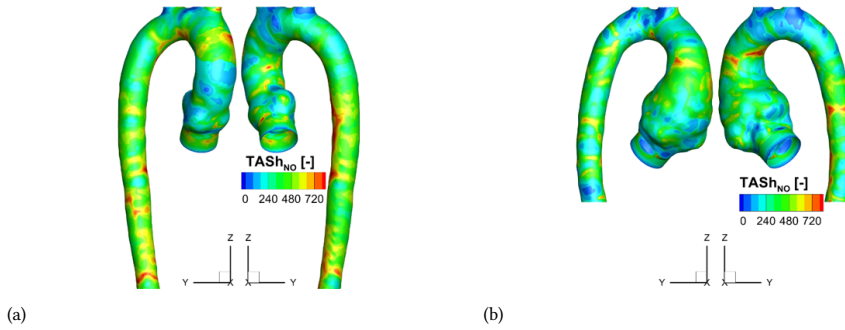 TASh_NO [-]
0 240 480 720
Z Z
Y X X Y
(a)
TASh_NO [-]
0 240 480 720
Z Z
Y X X Y
(b)